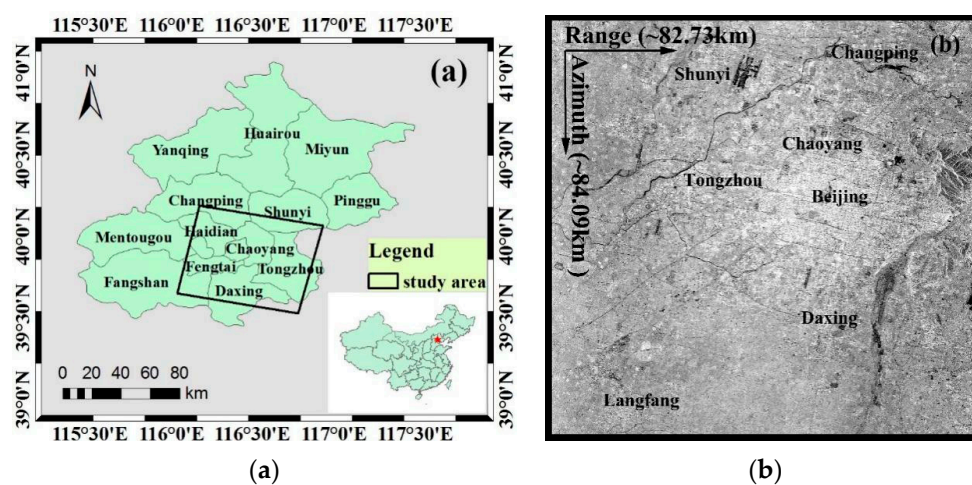 115°30'E 116°0'E 116°30'E 117°0'E 117°30'E
41°0'N
40°30'N
40°0'N
39°30'N
39°0'N
N
(a)
Huairou
Yanqing
Miyun
Changping
Shunyi
Pinggu
Haidian
Mentougou
Chaoyang
Fengtai
Tongzhou
Fangshan
Daxing
Legend
study area
0 20 40 60 80
km
41°0'N
40°30'N
40°0'N
39°30'N
39°0'N
115°30'E 116°0'E 116°30'E 117°0'E 117°30'E
(a)
Range (~82.73km)
Azimuth (~84.09km)
(b)
Changping
Shunyi
Chaoyang
Tongzhou
Beijing
Daxing
Langfang
(b)